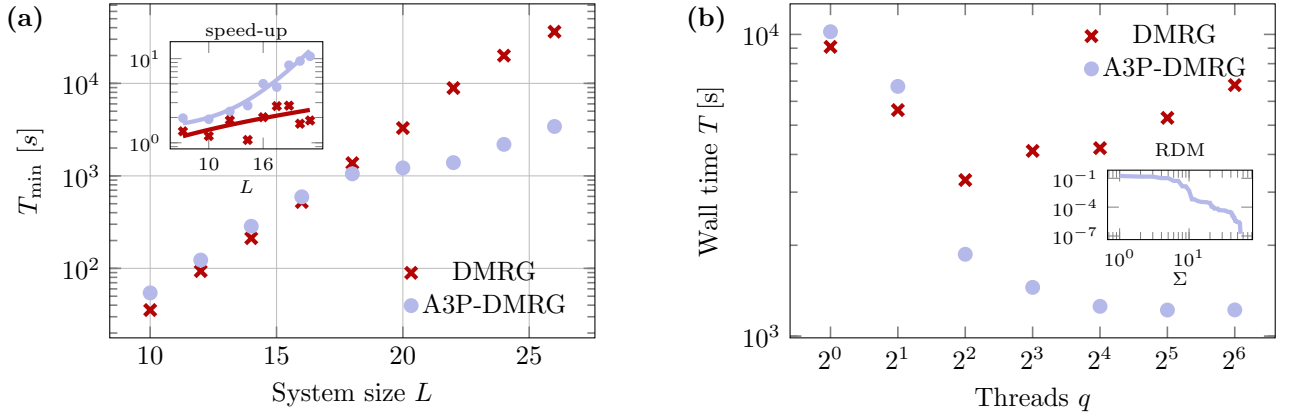 (a)
10^4
10^3
10^2
T_min [s]
speed-up
10^1
10^0
10 16
L
DMRG
A3P-DMRG
10 15 20 25
System size L
(b)
10^4
10^3
Wall time T [s]
DMRG
A3P-DMRG
RDM
10^-1
10^-4
10^-7
10^0 10^1
Σ
2^0 2^1 2^2 2^3 2^4 2^5 2^6
Threads q